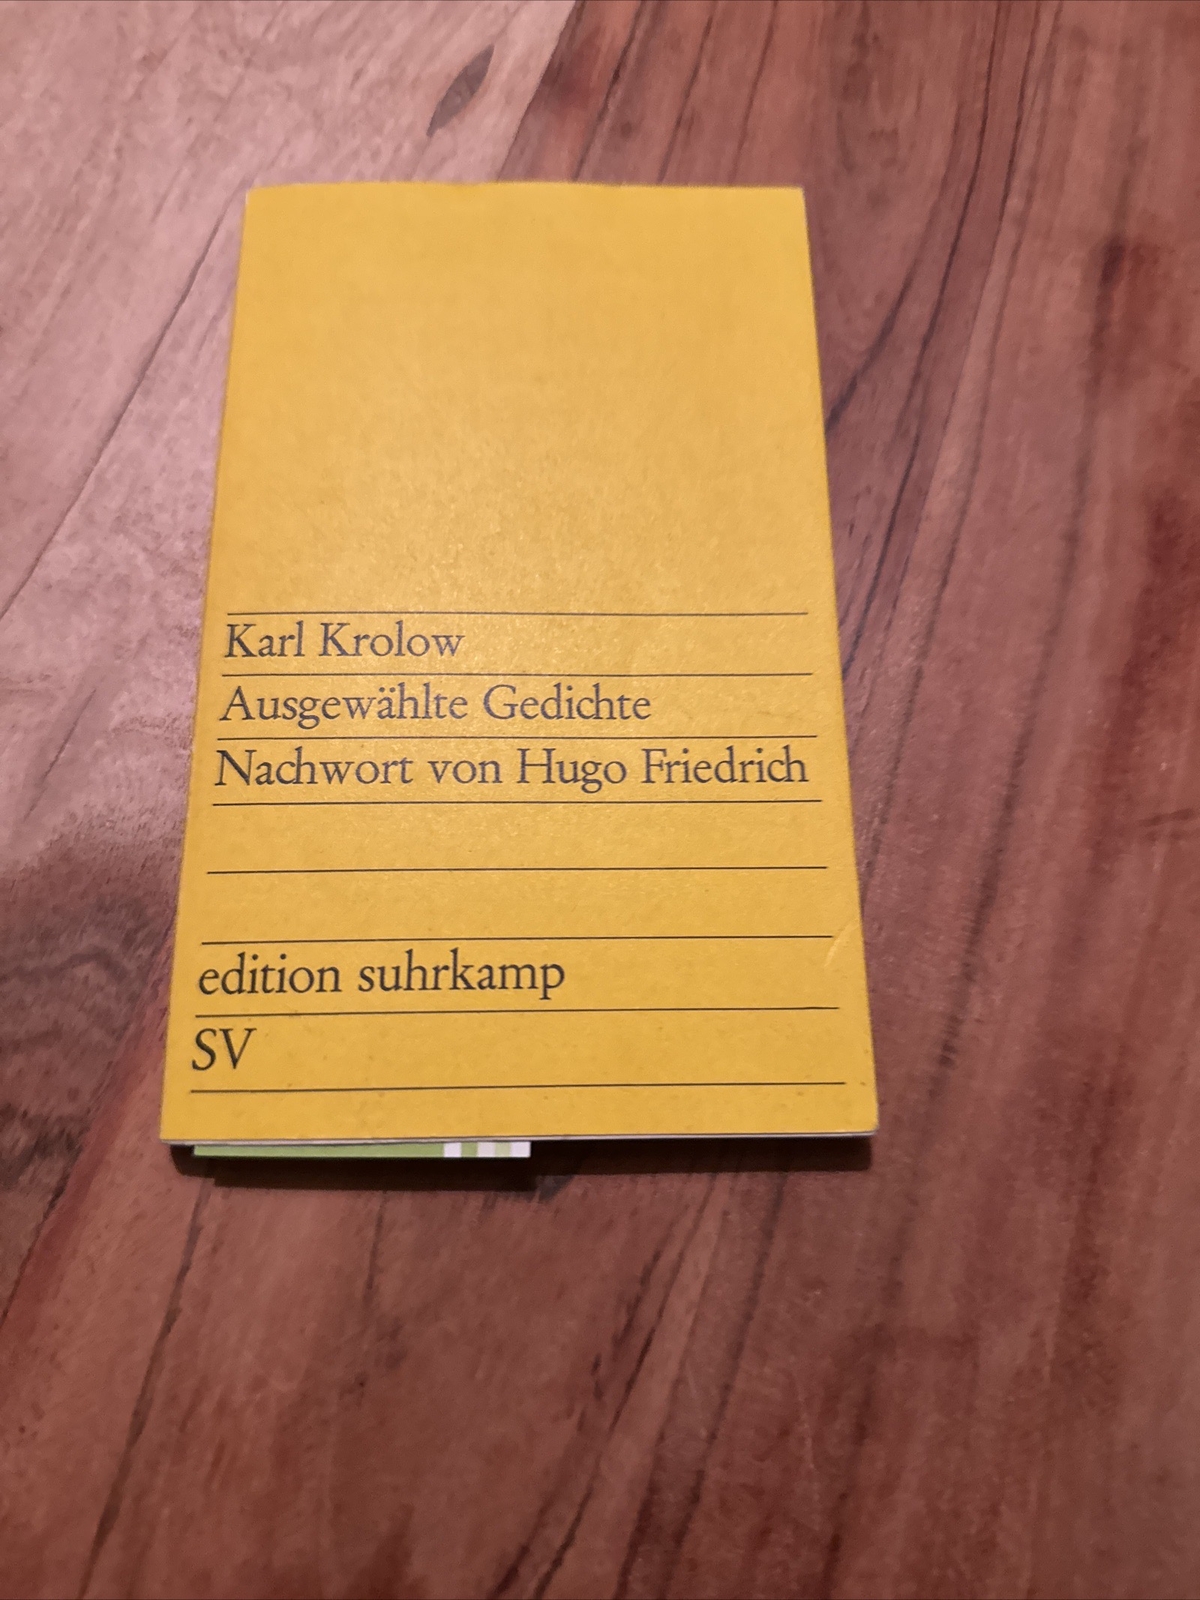 Karl Krolow
Ausgewählte Gedichte
Nachwort von Hugo Friedrich
edition suhrkamp
SV